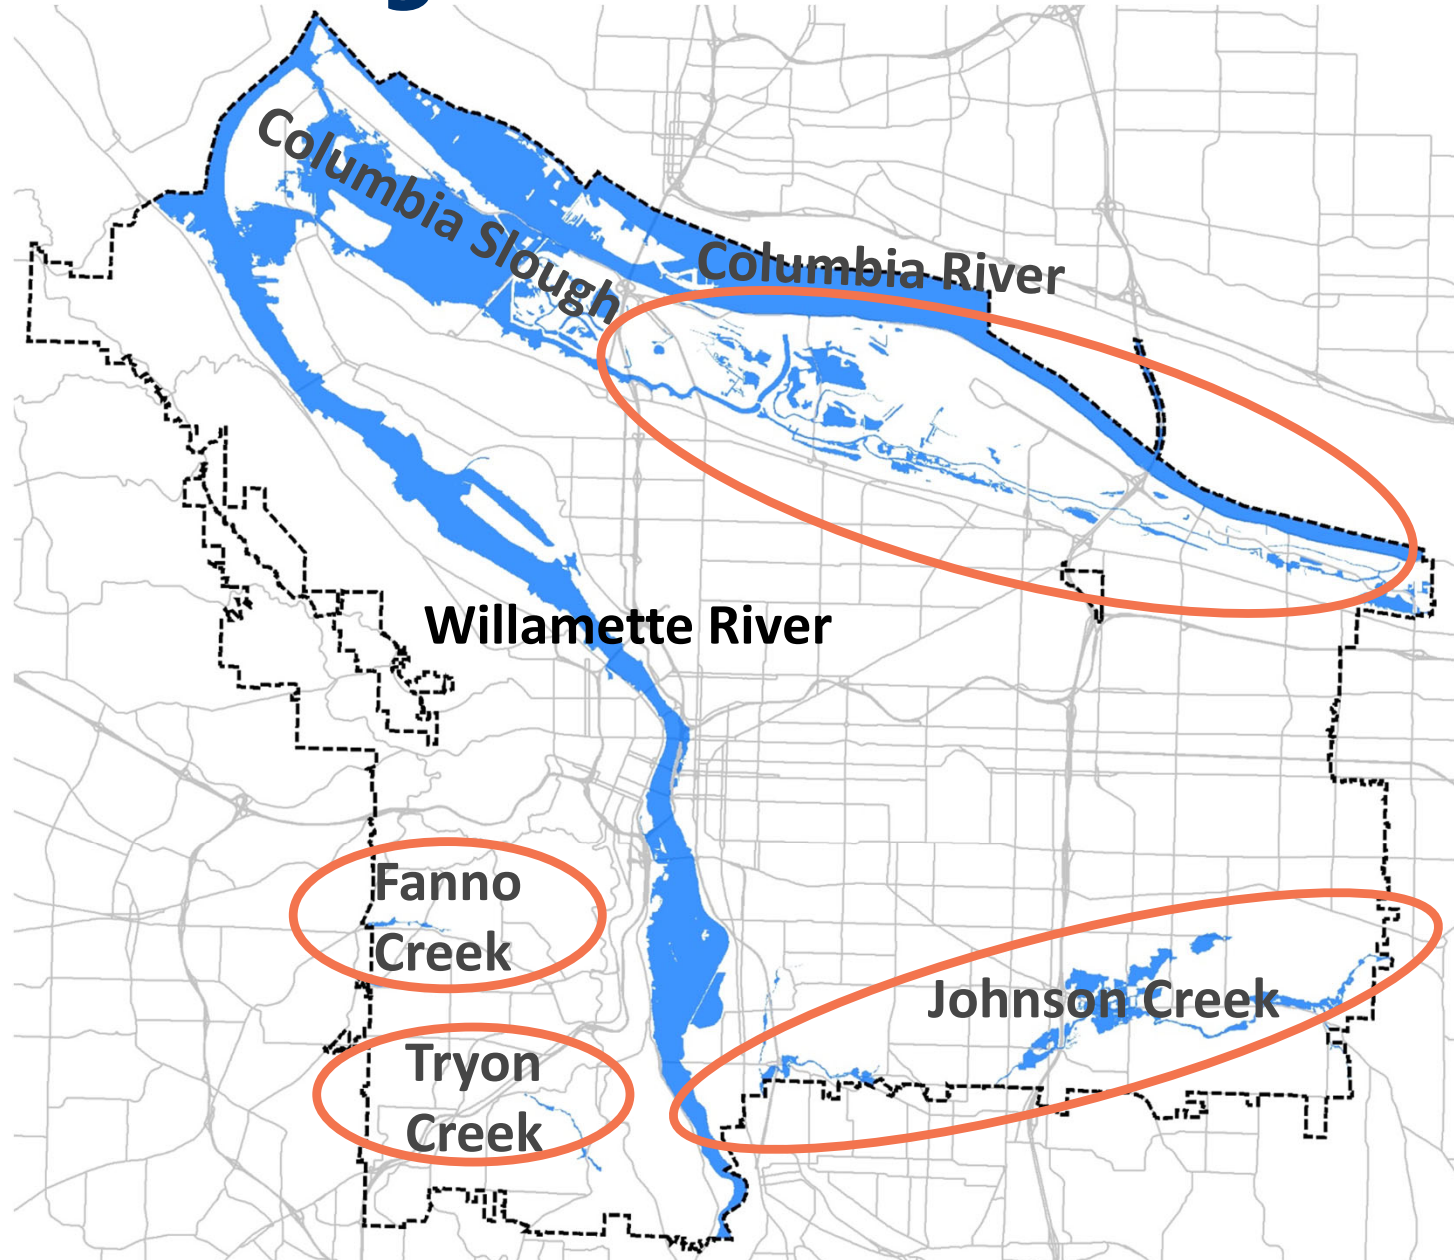 Columbia Slough
Columbia River
Willamette River
Fanno
Creek
Johnson Creek
Tryon
Creek